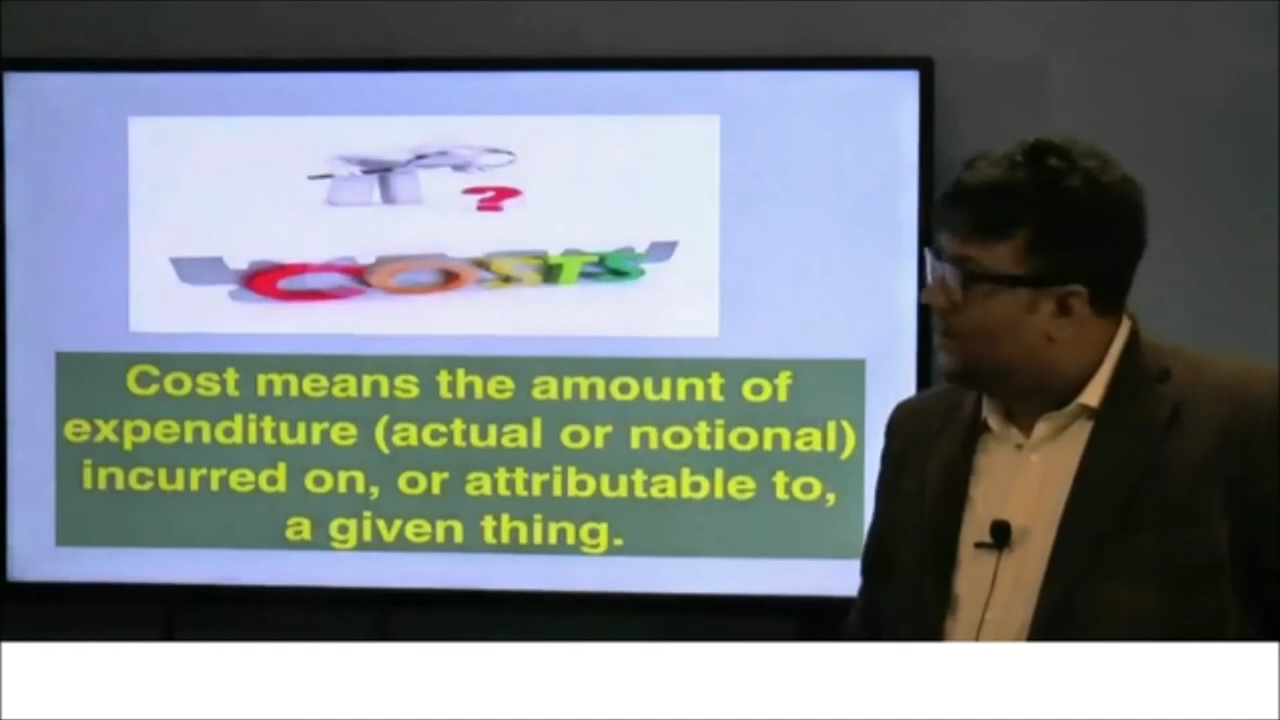 ?
COSTS
Cost means the amount of
expenditure (actual or notional)
incurred on, or attributable to,
a given thing.